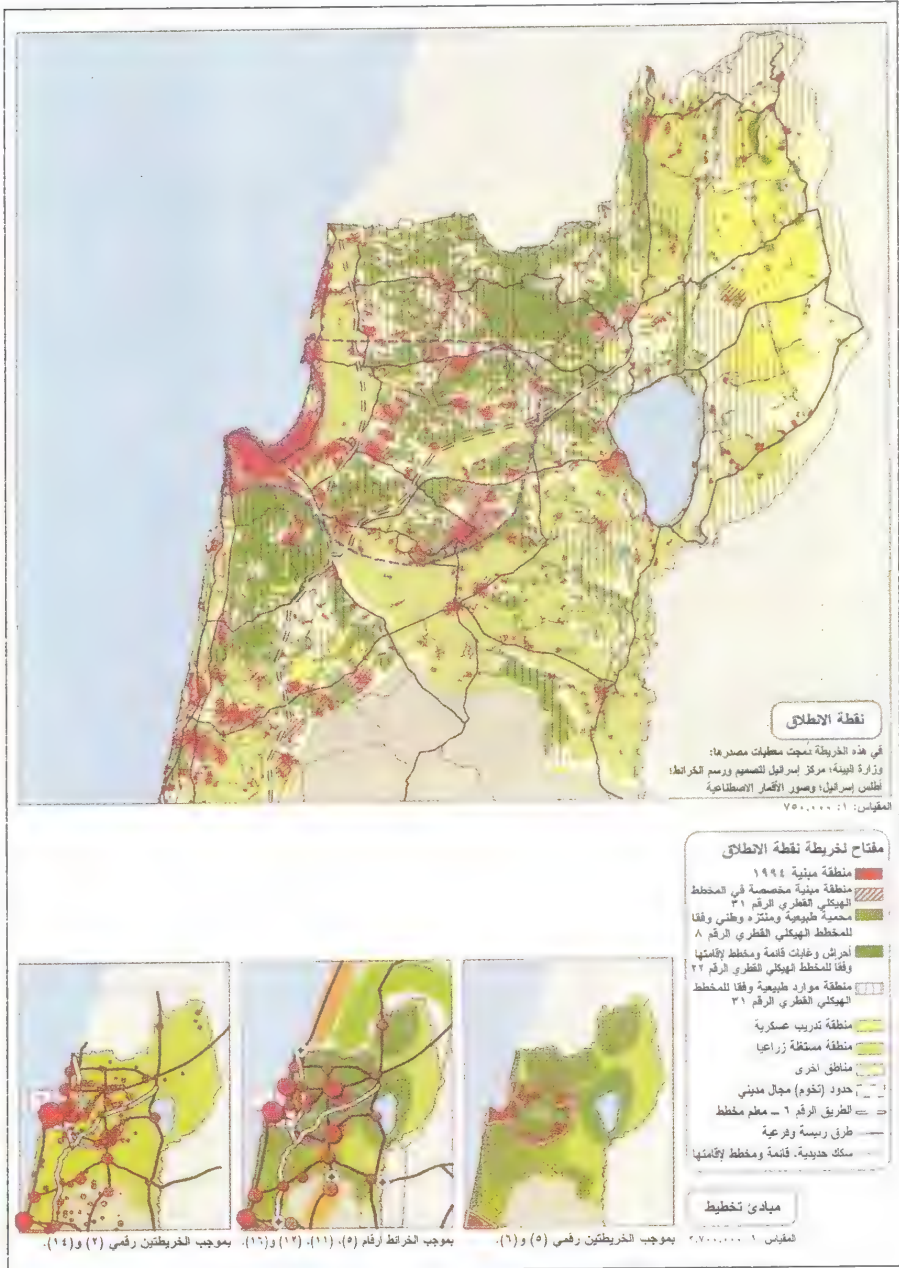 نقطة الانطلاق
في هذه الخريطة دمجت معطيات مصدرها:
وزارة البيئة؛ مركز إسرائيل للتصميم ورسم الخرائط؛
أطلس إسرائيل؛ وصور الأقمار الاصطناعية
المقياس: ١: ٧٥٠,٠٠٠
مفتاح لخريطة نقطة الانطلاق
منطقة مبنية ١٩٩٤
منطقة مبنية مخصصة في المخطط
الهيكلي القطري الرقم ٣١
محمية طبيعية ومنتزه وطني وفقا
للمخطط الهيكلي القطري الرقم ٨
أحراش وغابات قائمة ومخطط لإقامتها
وفقا للمخطط الهيكلي القطري الرقم ٢٢
منطقة موارد طبيعية وفقا للمخطط
الهيكلي القطري الرقم ٣١
منطقة تدريب عسكرية
منطقة مستغلة زراعيا
مناطق اخرى
حدود (تخوم) مجال مديني
الطريق الرقم ٦ – معلم مخطط
طرق رئيسة وفرعية
سكك حديدية، قائمة ومخطط لإقامتها
مبادئ تخطيط
المقياس ١: ٢,٧٠٠,٠٠٠
بموجب الخريطتين رقمي (٥) و(٦).
بموجب الخرائط أرقام (٥)، (١١)، (١٢) و(١٦).
بموجب الخريطتين رقمي (٢) و(١٤).